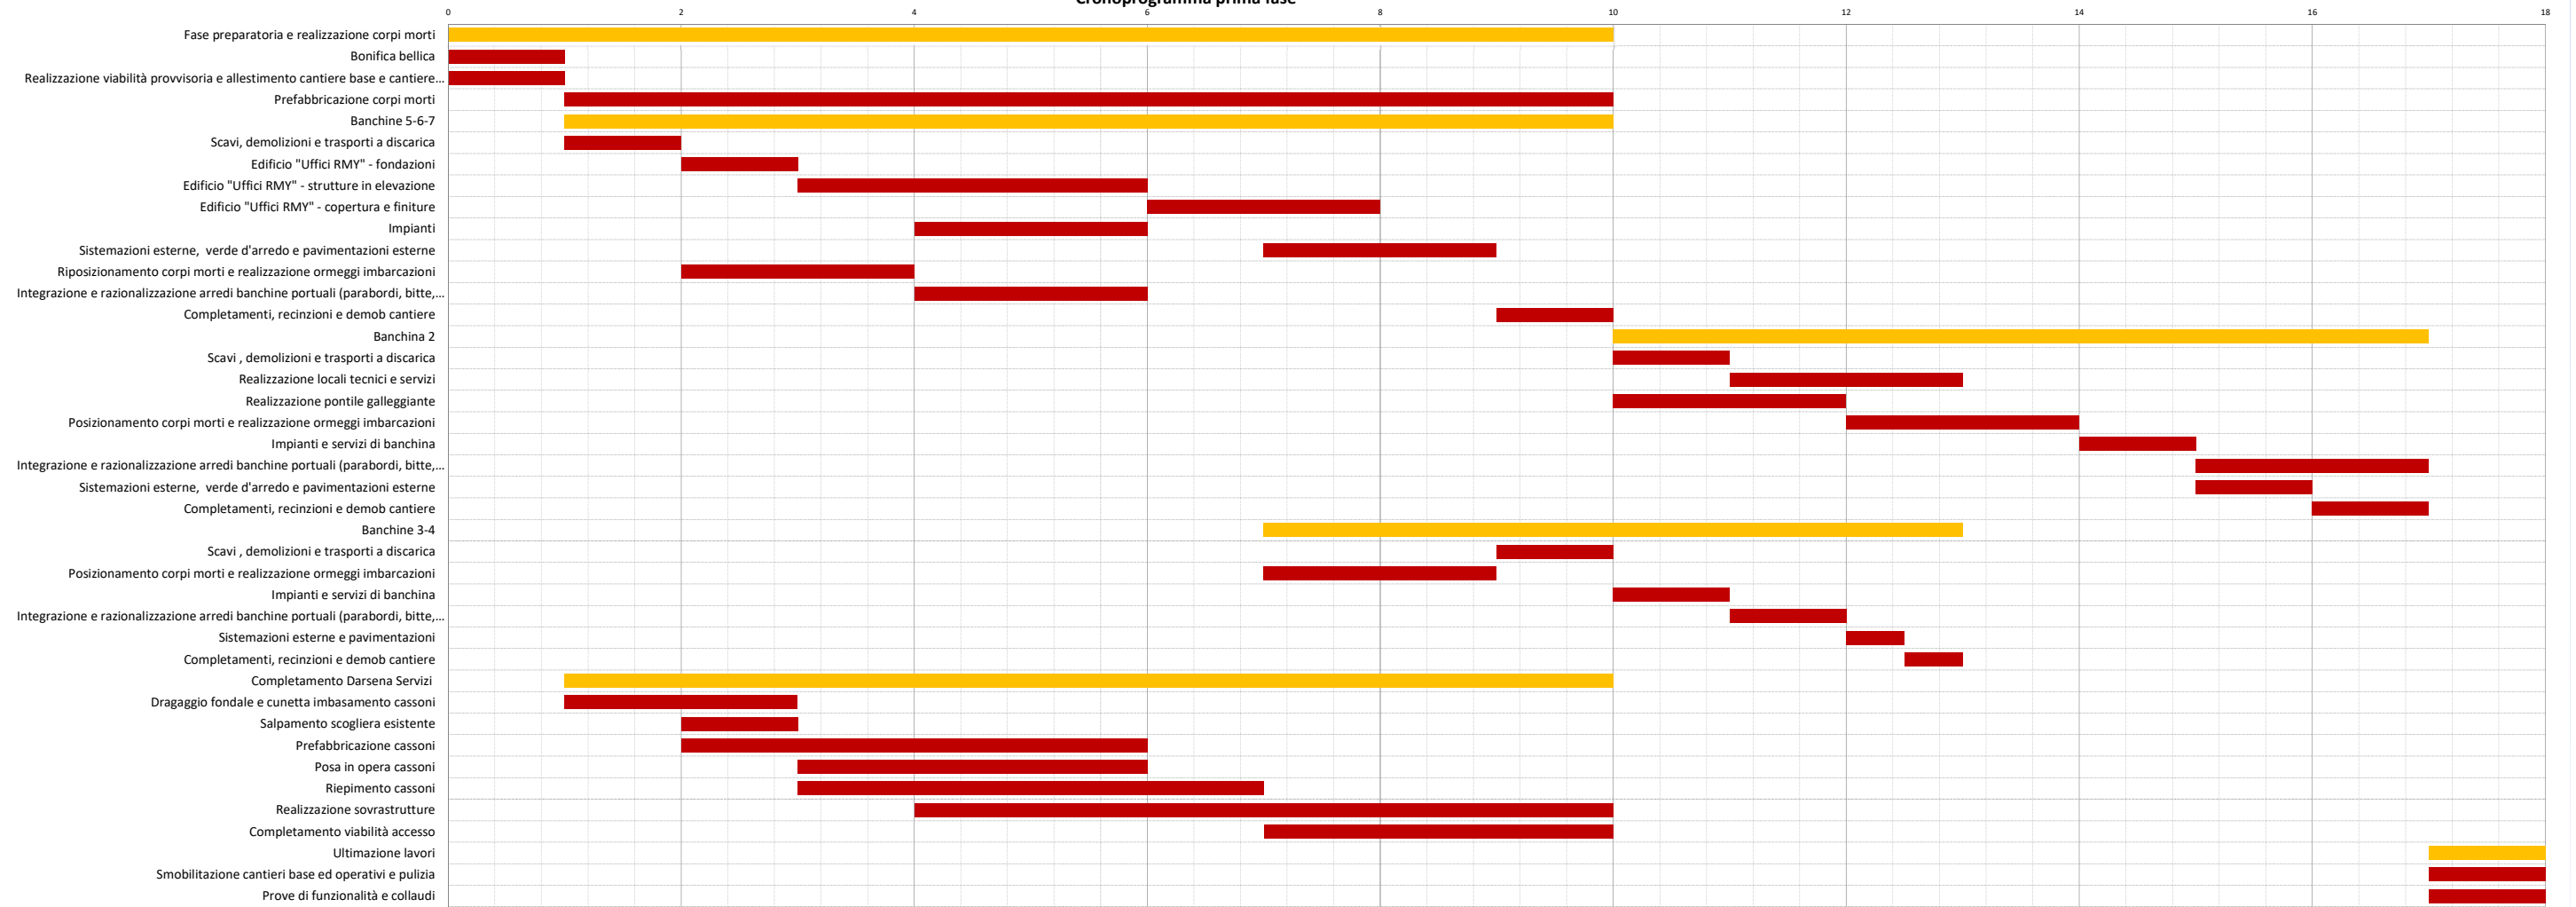 Cronoprogramma prima fase
0 2 4 6 8 10 12 14 16 18
Fase preparatoria e realizzazione corpi morti
Bonifica bellica
Realizzazione viabilità provvisoria e allestimento cantiere base e cantiere…
Prefabbricazione corpi morti
Banchine 5-6-7
Scavi, demolizioni e trasporti a discarica
Edificio "Uffici RMY" - fondazioni
Edificio "Uffici RMY" - strutture in elevazione
Edificio "Uffici RMY" - copertura e finiture
Impianti
Sistemazioni esterne,  verde d'arredo e pavimentazioni esterne
Riposizionamento corpi morti e realizzazione ormeggi imbarcazioni
Integrazione e razionalizzazione arredi banchine portuali (parabordi, bitte,…
Completamenti, recinzioni e demob cantiere
Banchina 2
Scavi , demolizioni e trasporti a discarica
Realizzazione locali tecnici e servizi
Realizzazione pontile galleggiante
Posizionamento corpi morti e realizzazione ormeggi imbarcazioni
Impianti e servizi di banchina
Integrazione e razionalizzazione arredi banchine portuali (parabordi, bitte,…
Sistemazioni esterne,  verde d'arredo e pavimentazioni esterne
Completamenti, recinzioni e demob cantiere
Banchine 3-4
Scavi , demolizioni e trasporti a discarica
Posizionamento corpi morti e realizzazione ormeggi imbarcazioni
Impianti e servizi di banchina
Integrazione e razionalizzazione arredi banchine portuali (parabordi, bitte,…
Sistemazioni esterne e pavimentazioni
Completamenti, recinzioni e demob cantiere
Completamento Darsena Servizi
Dragaggio fondale e cunetta imbasamento cassoni
Salpamento scogliera esistente
Prefabbricazione cassoni
Posa in opera cassoni
Riepimento cassoni
Realizzazione sovrastrutture
Completamento viabilità accesso
Ultimazione lavori
Smobilitazione cantieri base ed operativi e pulizia
Prove di funzionalità e collaudi